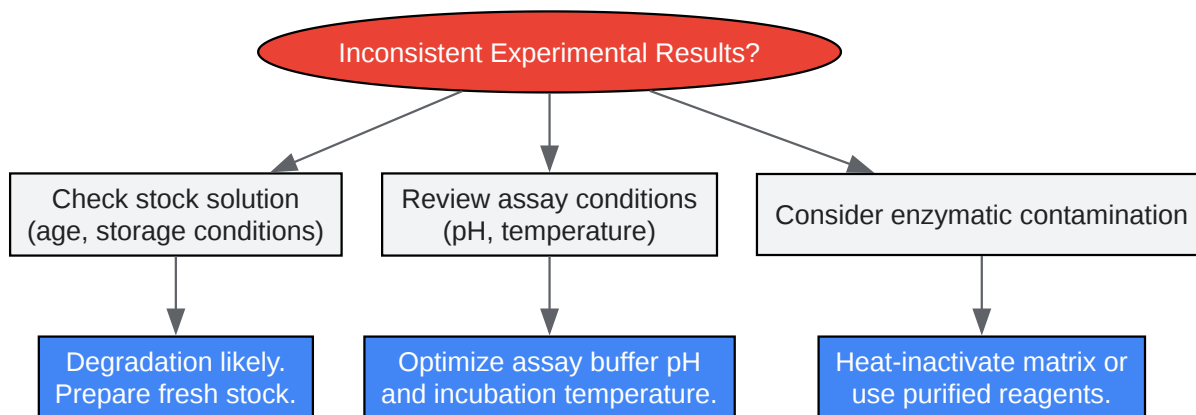 Inconsistent Experimental Results?
Check stock solution
(age, storage conditions)
Review assay conditions
(pH, temperature)
Consider enzymatic contamination
Degradation likely.
Prepare fresh stock.
Optimize assay buffer pH
and incubation temperature.
Heat-inactivate matrix or
use purified reagents.